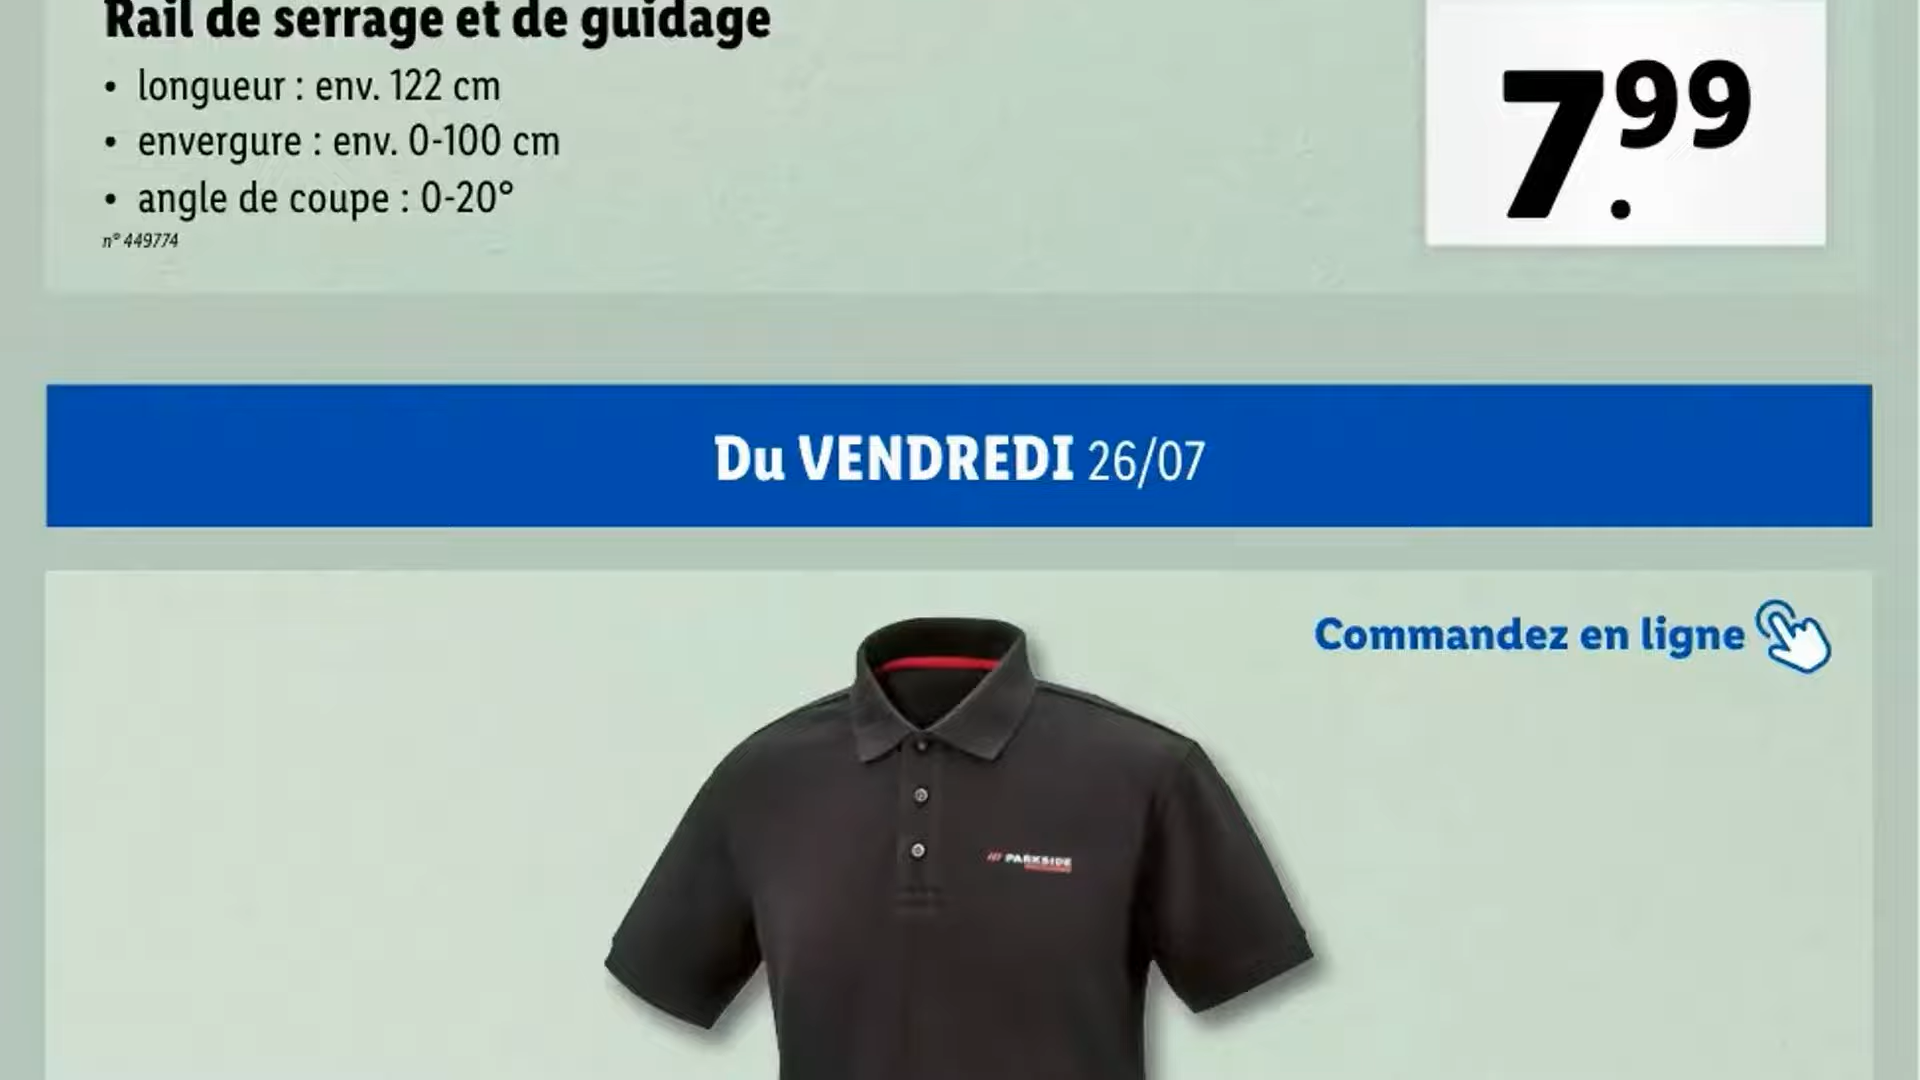 Rail de serrage et de guidage
• longueur : env. 122 cm
• envergure : env. 0-100 cm
• angle de coupe : 0-20°
n° 449774
7.99
Du VENDREDI 26/07
Commandez en ligne
PARKSIDE